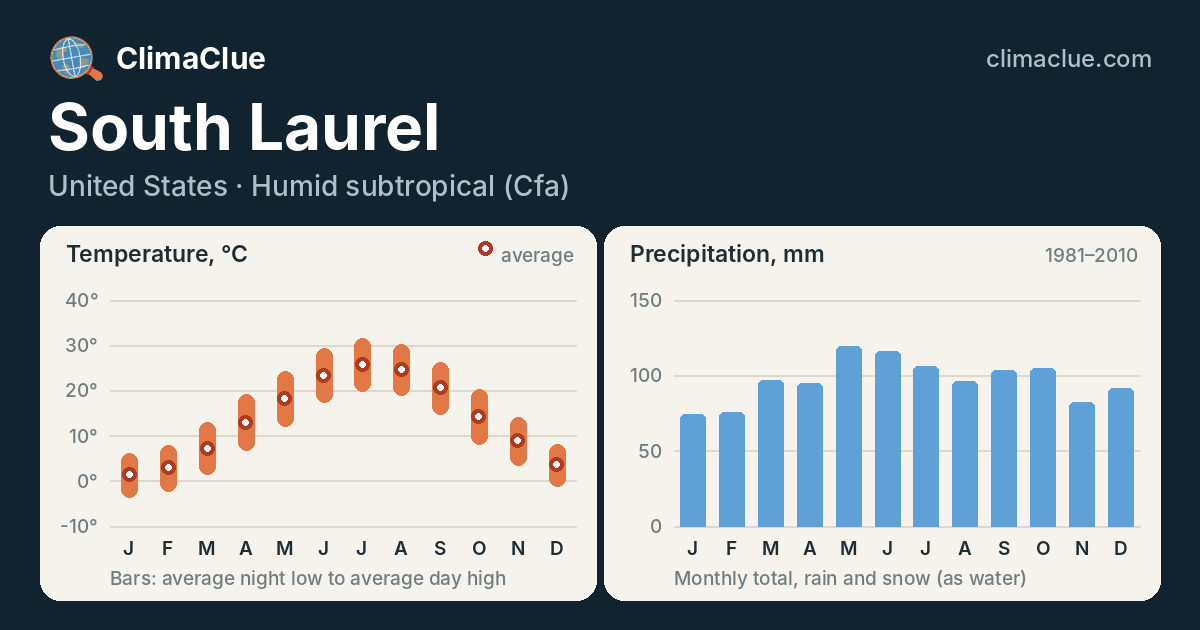 ClimaClue
climaclue.com
South Laurel
United States · Humid subtropical (Cfa)
Temperature, °C
average
40°
30°
20°
10°
0°
-10°
J F M A M J J A S O N D
Bars: average night low to average day high
Precipitation, mm
1981–2010
150
100
50
0
J F M A M J J A S O N D
Monthly total, rain and snow (as water)